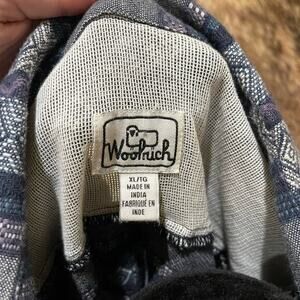 Woolrich
XL/TG
MADE IN
INDIA
FABRIQUÉ EN
INDE